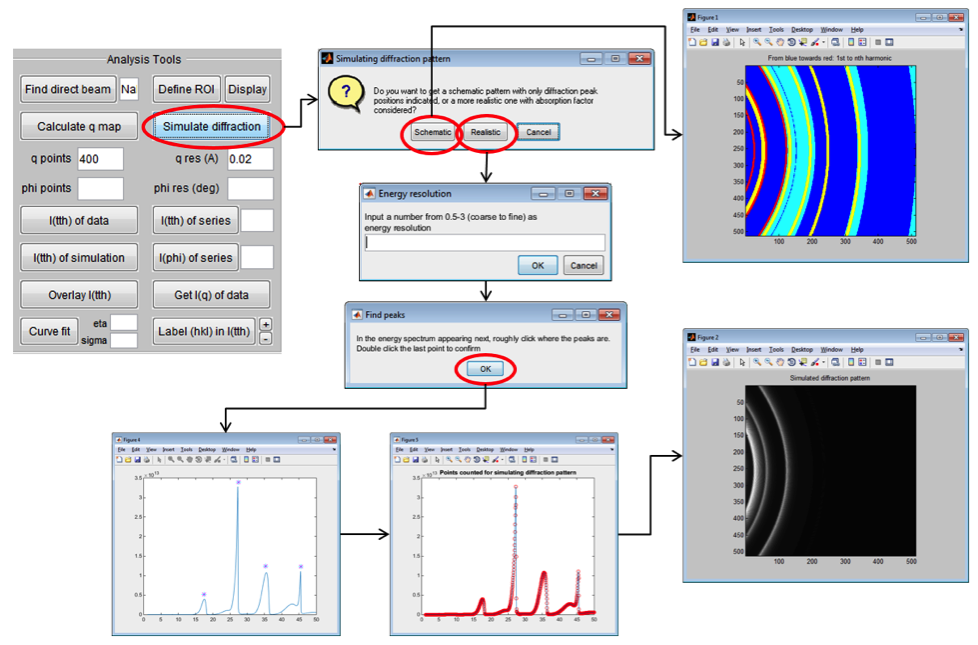 Analysis Tools
Find direct beam
Na
Define ROI
Display
Calculate q map
Simulate diffraction
q points
400
q res (A)
0.02
phi points
phi res (deg)
I(tth) of data
I(tth) of series
I(tth) of simulation
I(phi) of series
Overlay I(tth)
Get I(q) of data
Curve fit
eta
sigma
Label (hkl) in I(tth)
+
-
Simulating diffraction pattern
?
Do you want to get a schematic pattern with only diffraction peak
positions indicated, or a more realistic one with absorption factor
considered?
Schematic
Realistic
Cancel
Energy resolution
Input a number from 0.5-3 (coarse to fine) as
energy resolution
OK
Cancel
Find peaks
In the energy spectrum appearing next, roughly click where the peaks are.
Double click the last point to confirm
OK
Figure 1
File Edit View Insert Tools Desktop Window Help
From blue towards red: 1st to nth harmonic
50
100
150
200
250
300
350
400
450
500
100 200 300 400 500
Figure 2
File Edit View Insert Tools Desktop Window Help
Simulated diffraction pattern
50
100
150
200
250
300
350
400
450
500
100 200 300 400 500
Figure 4
File Edit View Insert Tools Desktop Window Help
×10^13
3.5
3
2.5
2
1.5
1
0.5
0
0 5 10 15 20 25 30 35 40 45 50
Figure 5
File Edit View Insert Tools Desktop Window Help
×10^13
Points counted for simulating diffraction pattern
3.5
3
2.5
2
1.5
1
0.5
0
0 5 10 15 20 25 30 35 40 45 50